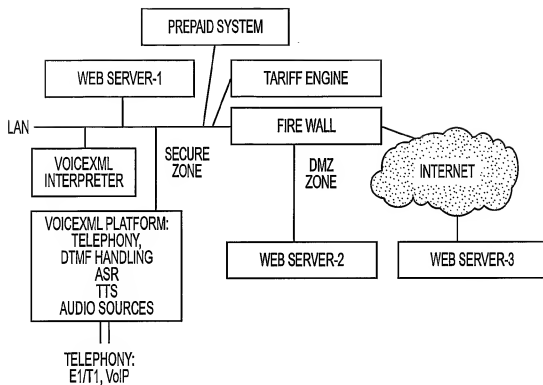 PREPAID SYSTEM
WEB SERVER-1
TARIFF ENGINE
LAN
FIRE WALL
VOICEXML
INTERPRETER
SECURE
ZONE
DMZ
ZONE
INTERNET
VOICEXML PLATFORM:
TELEPHONY,
DTMF HANDLING
ASR
TTS
AUDIO SOURCES
WEB SERVER-2
WEB SERVER-3
TELEPHONY:
E1/T1, VoIP